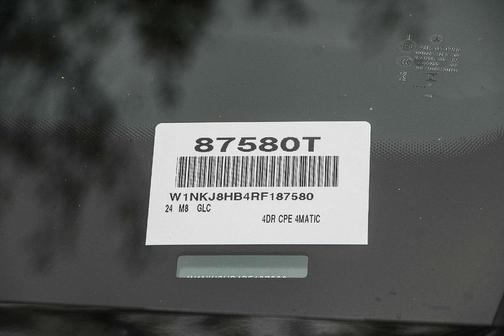 87580T
W1NKJ8HB4RF187580
24 M8 GLC
4DR CPE 4MATIC